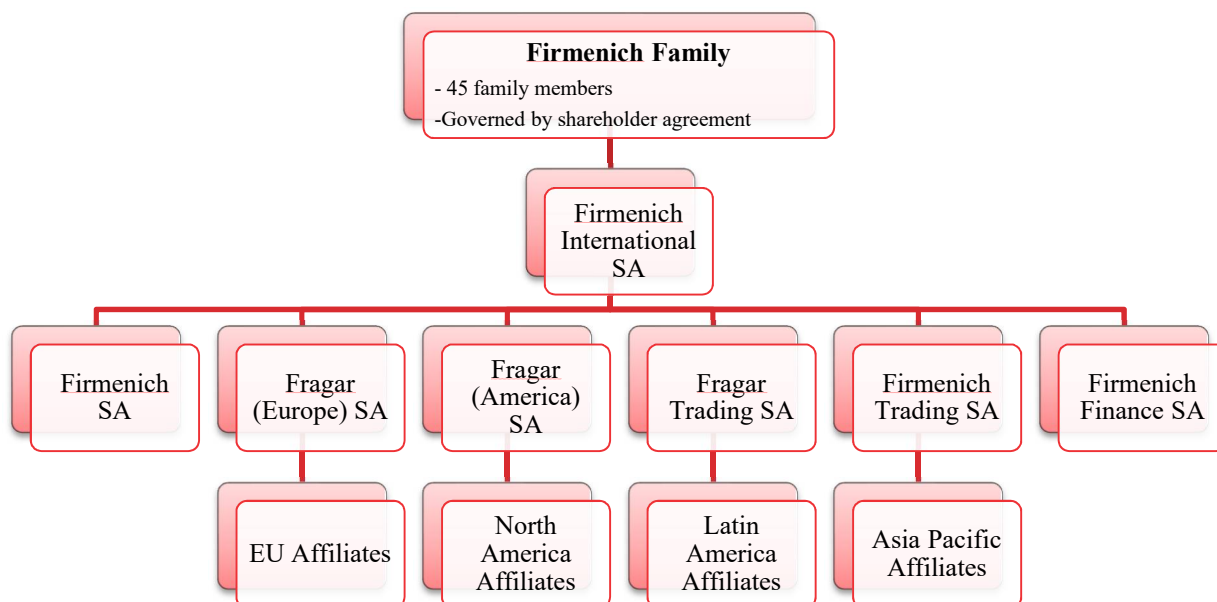 Firmenich Family
- 45 family members
-Governed by shareholder agreement
Firmenich
International
SA
Firmenich
SA
Fragar
(Europe) SA
Fragar
(America)
SA
Fragar
Trading SA
Firmenich
Trading SA
Firmenich
Finance SA
EU Affiliates
North
America
Affiliates
Latin
America
Affiliates
Asia Pacific
Affiliates